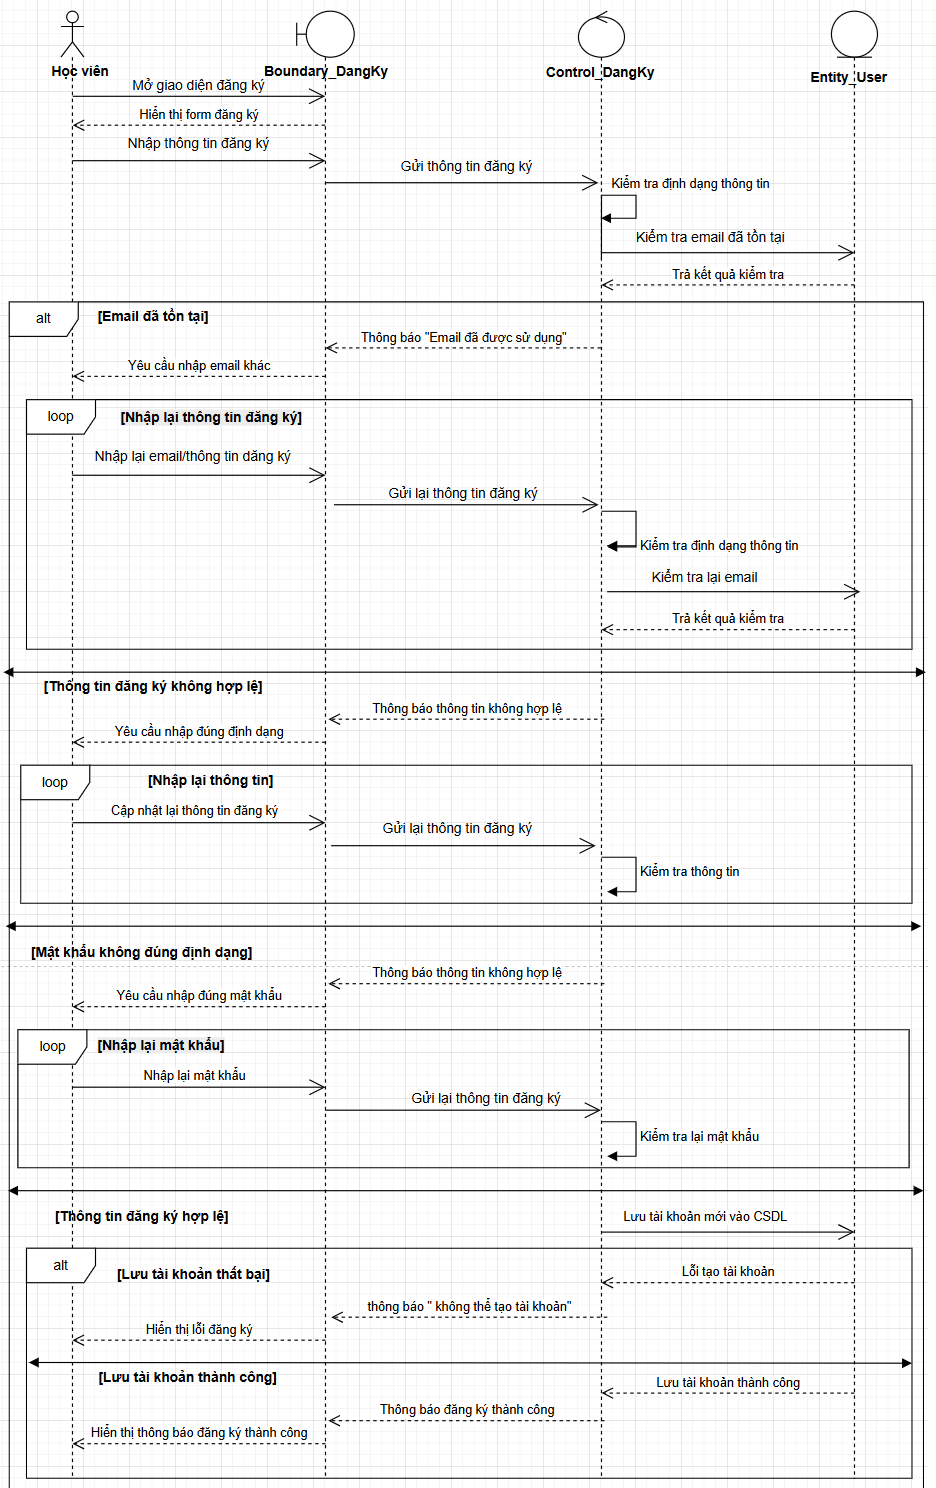 Học viên
Boundary_DangKy
Control_DangKy
Entity_User
Mở giao diện đăng ký
Hiển thị form đăng ký
Nhập thông tin đăng ký
Gửi thông tin đăng ký
Kiểm tra định dạng thông tin
Kiểm tra email đã tồn tại
Trả kết quả kiểm tra
alt
[Email đã tồn tại]
Thông báo "Email đã được sử dụng"
Yêu cầu nhập email khác
loop
[Nhập lại thông tin đăng ký]
Nhập lại email/thông tin dăng ký
Gửi lại thông tin đăng ký
Kiểm tra định dạng thông tin
Kiểm tra lại email
Trả kết quả kiểm tra
[Thông tin đăng ký không hợp lệ]
Thông báo thông tin không hợp lệ
Yêu cầu nhập đúng định dạng
loop
[Nhập lại thông tin]
Cập nhật lại thông tin đăng ký
Gửi lại thông tin đăng ký
Kiểm tra thông tin
[Mật khẩu không đúng định dạng]
Thông báo thông tin không hợp lệ
Yêu cầu nhập đúng mật khẩu
loop
[Nhập lại mật khẩu]
Nhập lại mật khẩu
Gửi lại thông tin đăng ký
Kiểm tra lại mật khẩu
[Thông tin đăng ký hợp lệ]
Lưu tài khoản mới vào CSDL
alt
[Lưu tài khoản thất bại]
Lỗi tạo tài khoản
thông báo " không thể tạo tài khoản"
Hiển thị lỗi đăng ký
[Lưu tài khoản thành công]
Lưu tài khoản thành công
Thông báo đăng ký thành công
Hiển thị thông báo đăng ký thành công